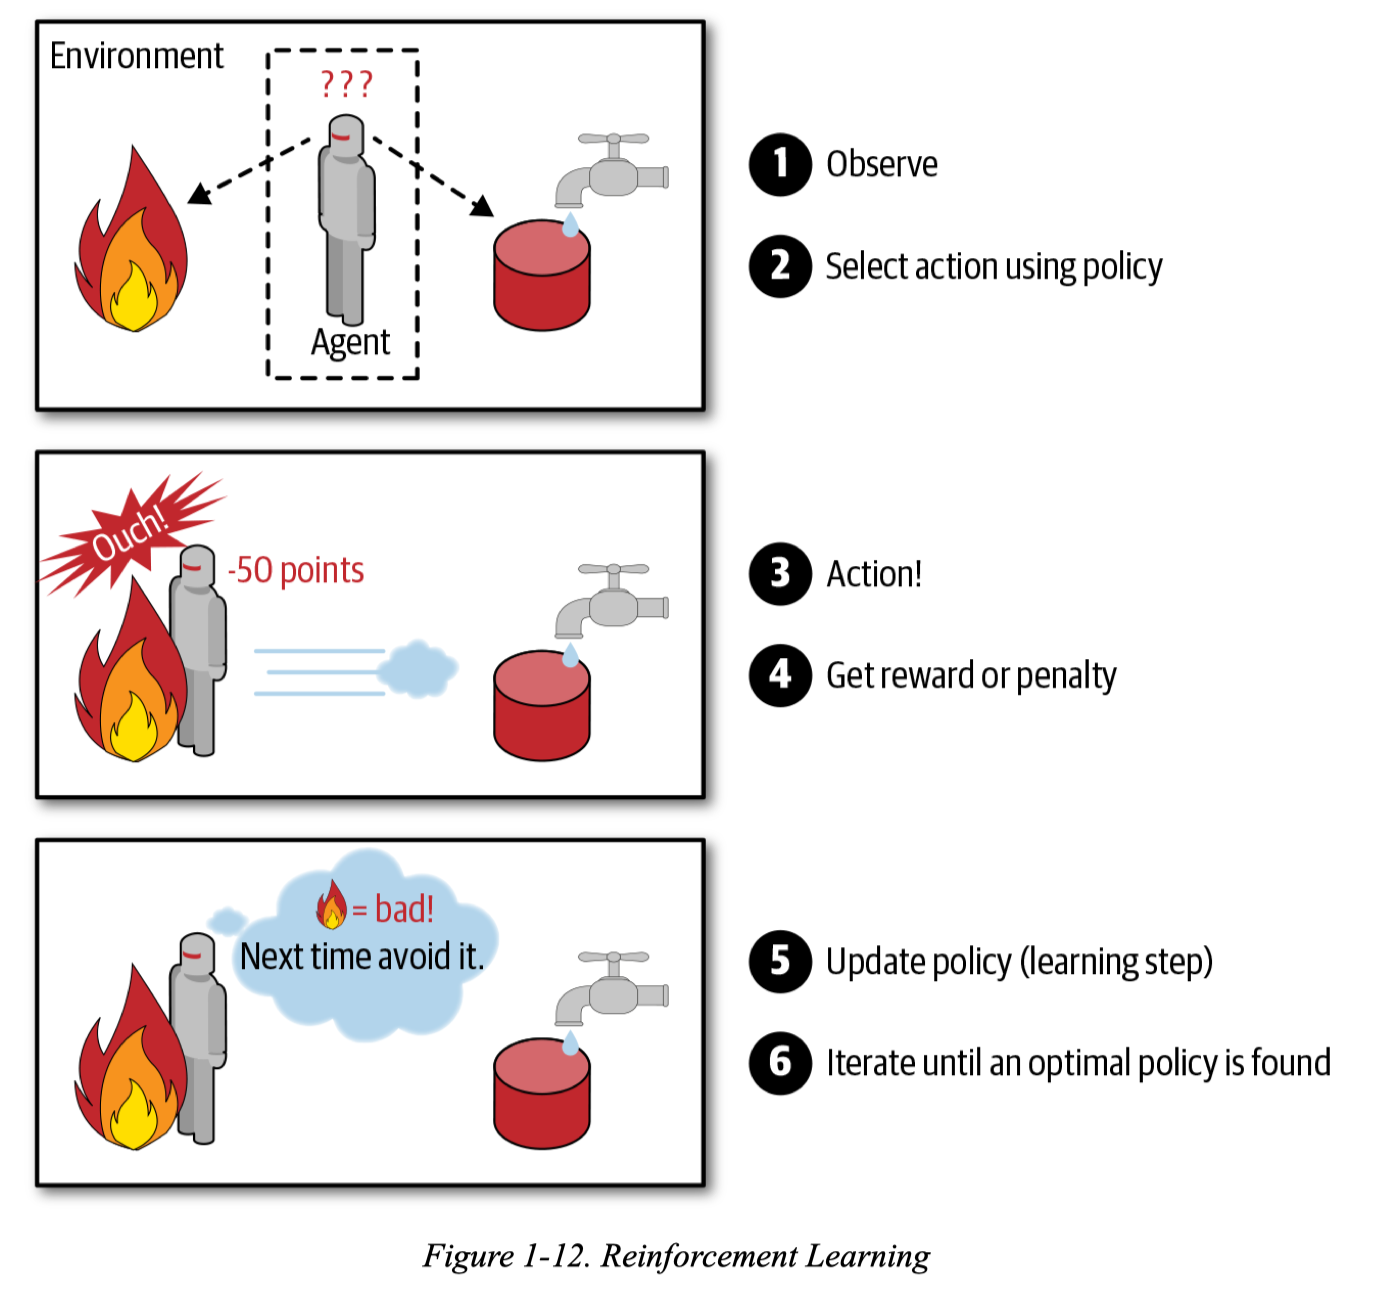 Environment
???
Agent
1 Observe
2 Select action using policy
Ouch!
-50 points
3 Action!
4 Get reward or penalty
= bad!
Next time avoid it.
5 Update policy (learning step)
6 Iterate until an optimal policy is found
Figure 1-12. Reinforcement Learning